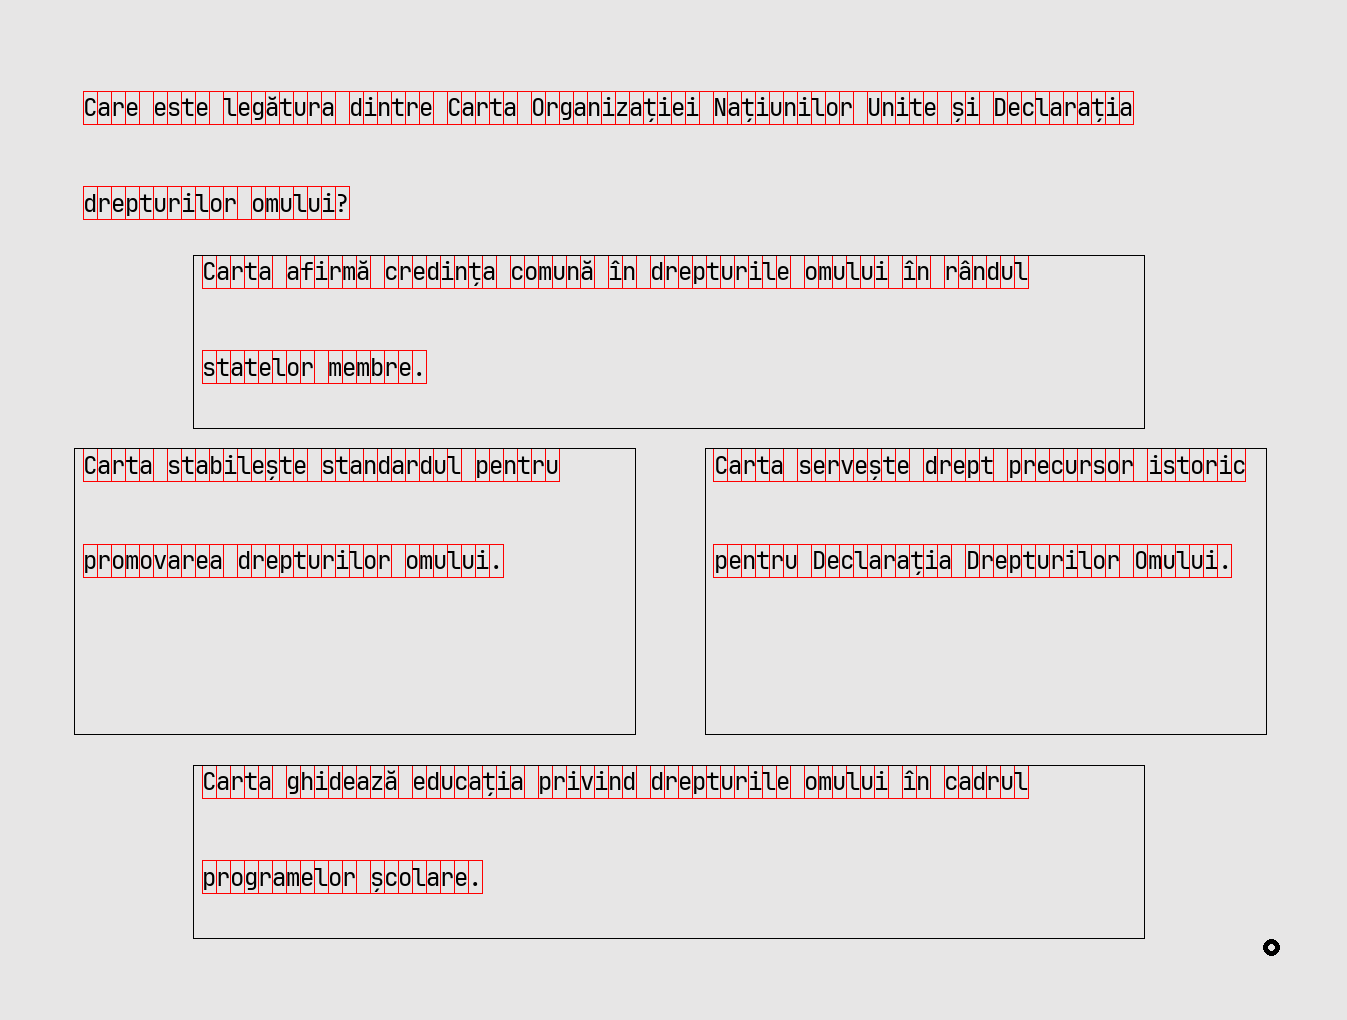 Care este legătura dintre Carta Organizației Națiunilor Unite și Declarația
drepturilor omului?
Carta afirmă credința comună în drepturile omului în rândul
statelor membre.
Carta stabilește standardul pentru
promovarea drepturilor omului.
Carta servește drept precursor istoric
pentru Declarația Drepturilor Omului.
Carta ghidează educația privind drepturile omului în cadrul
programelor școlare.